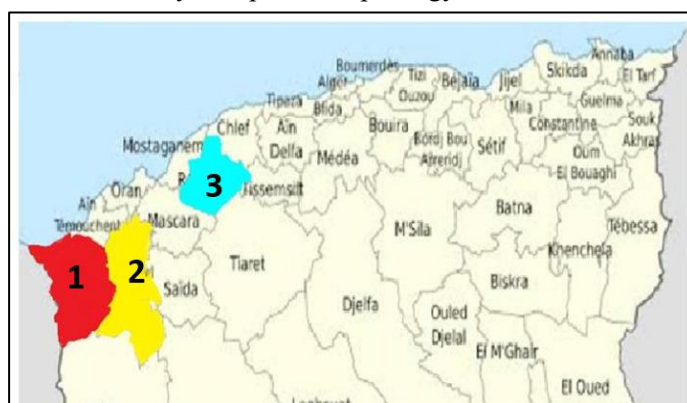 Annaba
Skikda
El Tarf
Boumerdès
Tizi
Ouzou
Béjaïa
Jijel
Alger
Tipaza
Blida
Mila
Guelma
Constantine
Souk
Ahkras
Chlef
Aïn
Defla
Bouira
Bordj Bou
Arreridj
Sétif
Oum
El Bouaghi
Mostaganem
Médéa
3
Tissemsilt
Oran
Aïn
Témouchent
Mascara
M'Sila
Batna
Khenchela
Tébessa
1
2
Saïda
Tiaret
Biskra
Djelfa
Ouled
Djelal
El M'Ghair
El Oued